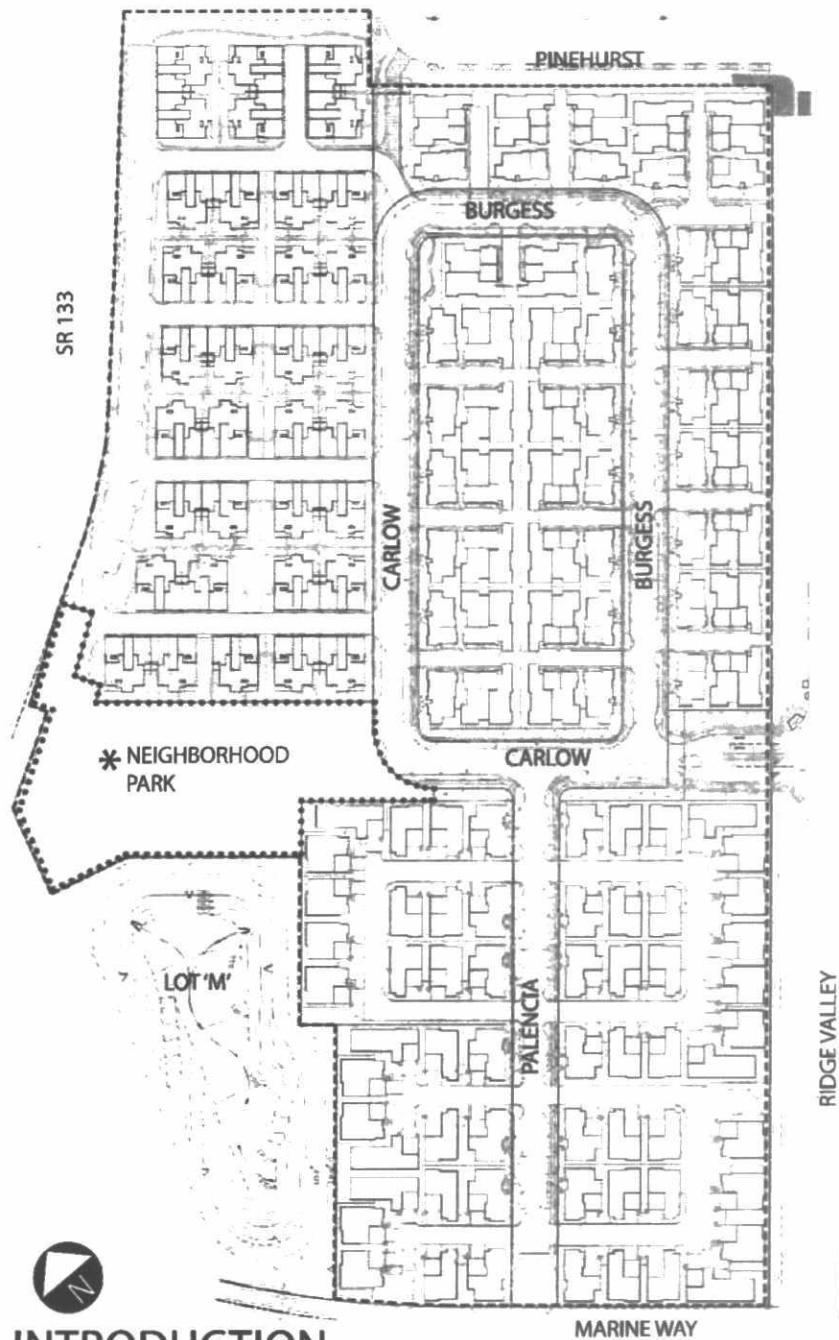 PINEHURST
BURGESS
SR 133
CARLOW
BURGESS
* NEIGHBORHOOD
PARK
CARLOW
LOT 'M'
PALENCIA
RIDGE VALLEY
N
INTRODUCTION
MARINE WAY